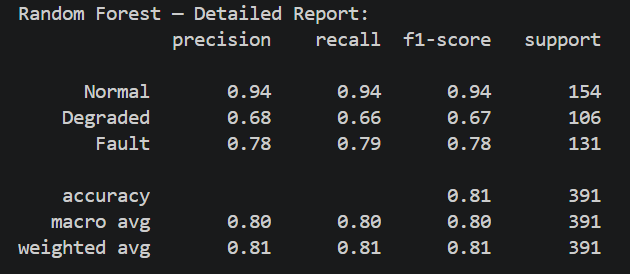 Random Forest — Detailed Report:
precision recall f1-score support
Normal 0.94 0.94 0.94 154
Degraded 0.68 0.66 0.67 106
Fault 0.78 0.79 0.78 131
accuracy 0.81 391
macro avg 0.80 0.80 0.80 391
weighted avg 0.81 0.81 0.81 391